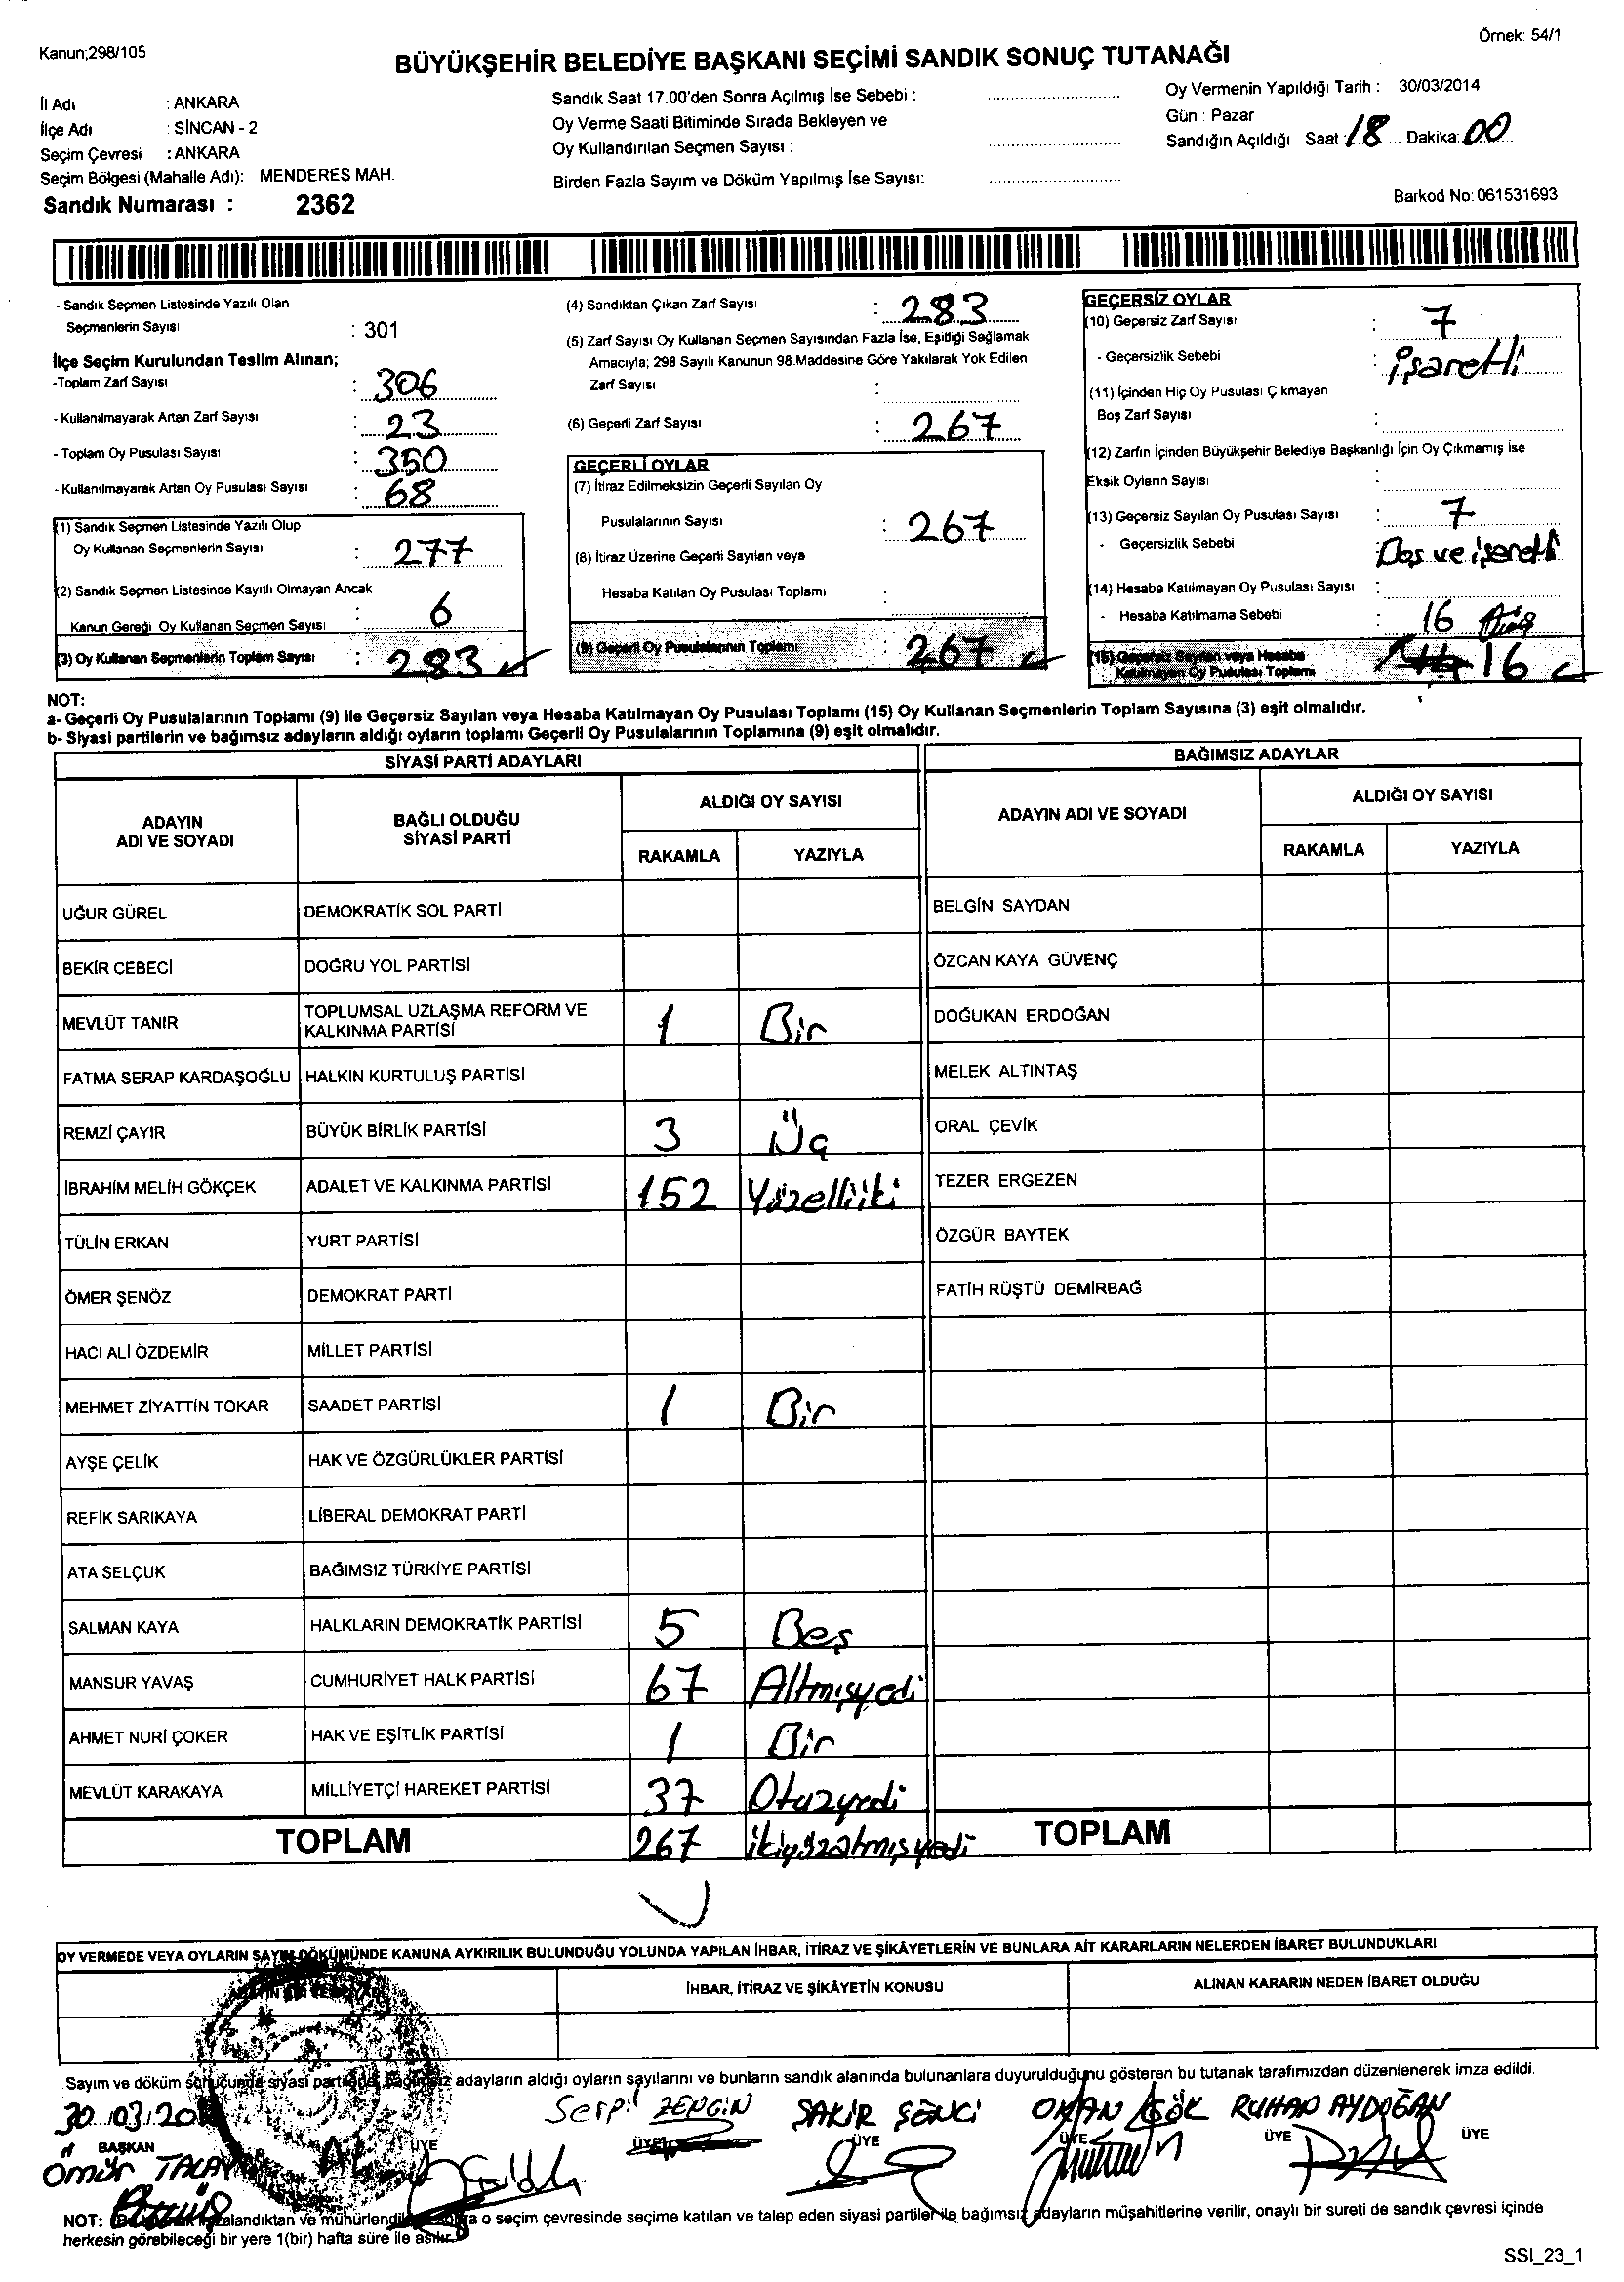 Örnek: 54/1
Kanun;298/105
BÜYÜKŞEHİR BELEDİYE BAŞKANI SEÇİMİ SANDIK SONUÇ TUTANAĞI
İl Adı : ANKARA
İlçe Adı : SİNCAN - 2
Seçim Çevresi : ANKARA
Seçim Bölgesi (Mahalle Adı): MENDERES MAH.
Sandık Numarası : 2362
Sandık Saat 17.00'den Sonra Açılmış İse Sebebi :
Oy Verme Saati Bitiminde Sırada Bekleyen ve
Oy Kullandırılan Seçmen Sayısı :
Birden Fazla Sayım ve Döküm Yapılmış İse Sayısı:
Oy Vermenin Yapıldığı Tarih : 30/03/2014
Gün : Pazar
Sandığın Açıldığı Saat : 18 Dakika: 00
Barkod No: 061531693
- Sandık Seçmen Listesinde Yazılı Olan
Seçmenlerin Sayısı : 301
İlçe Seçim Kurulundan Teslim Alınan;
-Toplam Zarf Sayısı : 306
- Kullanılmayarak Artan Zarf Sayısı : 23
- Toplam Oy Pusulası Sayısı : 350
- Kullanılmayarak Artan Oy Pusulası Sayısı : 68
(1) Sandık Seçmen Listesinde Yazılı Olup
Oy Kullanan Seçmenlerin Sayısı : 277
(2) Sandık Seçmen Listesinde Kayıtlı Olmayan Ancak
Kanun Gereği Oy Kullanan Seçmen Sayısı : 6
(3) Oy Kullanan Seçmenlerin Toplam Sayısı : 283
(4) Sandıktan Çıkan Zarf Sayısı : 283
(5) Zarf Sayısı Oy Kullanan Seçmen Sayısından Fazla İse, Eşitliği Sağlamak
Amacıyla; 298 Sayılı Kanunun 98.Maddesine Göre Yakılarak Yok Edilen
Zarf Sayısı :
(6) Geçerli Zarf Sayısı : 267
GEÇERLİ OYLAR
(7) İtiraz Edilmeksizin Geçerli Sayılan Oy
Pusulalarının Sayısı : 267
(8) İtiraz Üzerine Geçerli Sayılan veya
Hesaba Katılan Oy Pusulası Toplamı :
(9) Geçerli Oy Pusulalarının Toplamı : 267
GEÇERSİZ OYLAR
(10) Geçersiz Zarf Sayısı : 7
- Geçersizlik Sebebi : işaretli
(11) İçinden Hiç Oy Pusulası Çıkmayan
Boş Zarf Sayısı :
(12) Zarfın İçinden Büyükşehir Belediye Başkanlığı İçin Oy Çıkmamış İse
Eksik Oyların Sayısı :
(13) Geçersiz Sayılan Oy Pusulası Sayısı : 7
- Geçersizlik Sebebi : Boş ve işaretli
(14) Hesaba Katılmayan Oy Pusulası Sayısı :
- Hesaba Katılmama Sebebi : 16
(15) Geçersiz Sayılan veya Hesaba
Katılmayan Oy Pusulası Toplamı 16
NOT:
a- Geçerli Oy Pusulalarının Toplamı (9) ile Geçersiz Sayılan veya Hesaba Katılmayan Oy Pusulası Toplamı (15) Oy Kullanan Seçmenlerin Toplam Sayısına (3) eşit olmalıdır.
b- Siyasi partilerin ve bağımsız adayların aldığı oyların toplamı Geçerli Oy Pusulalarının Toplamına (9) eşit olmalıdır.
SİYASİ PARTİ ADAYLARI
ADAYIN ADI VE SOYADI
BAĞLI OLDUĞU SİYASİ PARTİ
ALDIĞI OY SAYISI
RAKAMLA YAZIYLA
UĞUR GÜREL DEMOKRATİK SOL PARTİ
BEKİR CEBECİ DOĞRU YOL PARTİSİ
MEVLÜT TANIR TOPLUMSAL UZLAŞMA REFORM VE KALKINMA PARTİSİ 1 Bir
FATMA SERAP KARDAŞOĞLU HALKIN KURTULUŞ PARTİSİ
REMZİ ÇAYIR BÜYÜK BİRLİK PARTİSİ 3 Üç
İBRAHİM MELİH GÖKÇEK ADALET VE KALKINMA PARTİSİ 152 Yüzelliiki
TÜLİN ERKAN YURT PARTİSİ
ÖMER ŞENÖZ DEMOKRAT PARTİ
HACI ALİ ÖZDEMİR MİLLET PARTİSİ
MEHMET ZİYATTİN TOKAR SAADET PARTİSİ 1 Bir
AYŞE ÇELİK HAK VE ÖZGÜRLÜKLER PARTİSİ
REFİK SARIKAYA LİBERAL DEMOKRAT PARTİ
ATA SELÇUK BAĞIMSIZ TÜRKİYE PARTİSİ
SALMAN KAYA HALKLARIN DEMOKRATİK PARTİSİ 5 Beş
MANSUR YAVAŞ CUMHURİYET HALK PARTİSİ 67 Altmışyedi
AHMET NURİ ÇOKER HAK VE EŞİTLİK PARTİSİ 1 Bir
MEVLÜT KARAKAYA MİLLİYETÇİ HAREKET PARTİSİ 37 Otuzyedi
TOPLAM 267 ikiyüzatmışyedi
BAĞIMSIZ ADAYLAR
ADAYIN ADI VE SOYADI
ALDIĞI OY SAYISI
RAKAMLA YAZIYLA
BELGİN SAYDAN
ÖZCAN KAYA GÜVENÇ
DOĞUKAN ERDOĞAN
MELEK ALTINTAŞ
ORAL ÇEVİK
TEZER ERGEZEN
ÖZGÜR BAYTEK
FATİH RÜŞTÜ DEMİRBAĞ
TOPLAM
OY VERMEDE VEYA OYLARIN SAYIM DÖKÜMÜNDE KANUNA AYKIRILIK BULUNDUĞU YOLUNDA YAPILAN İHBAR, İTİRAZ VE ŞİKÂYETLERİN VE BUNLARA AİT KARARLARIN NELERDEN İBARET BULUNDUKLARI
İHBAR, İTİRAZ VE ŞİKÂYETİN KONUSU
ALINAN KARARIN NEDEN İBARET OLDUĞU
Sayım ve döküm sonucunda siyasi partilerin, bağımsız adayların aldığı oyların sayılarını ve bunların sandık alanında bulunanlara duyurulduğunu gösteren bu tutanak tarafımızdan düzenlenerek imza edildi.
30.03.20
Serpil ZENGİN ŞAKİR OKAN RUHAN AYDOĞAN
BAŞKAN ÜYE ÜYE ÜYE ÜYE ÜYE ÜYE
Ömür TALAY
NOT: alandıktan ve mühürlendikten sonra o seçim çevresinde seçime katılan ve talep eden siyasi partiler ile bağımsız adayların müşahitlerine verilir, onaylı bir sureti de sandık çevresi içinde
herkesin görebileceği bir yere 1(bir) hafta süre ile asılır.
SSI_23_1